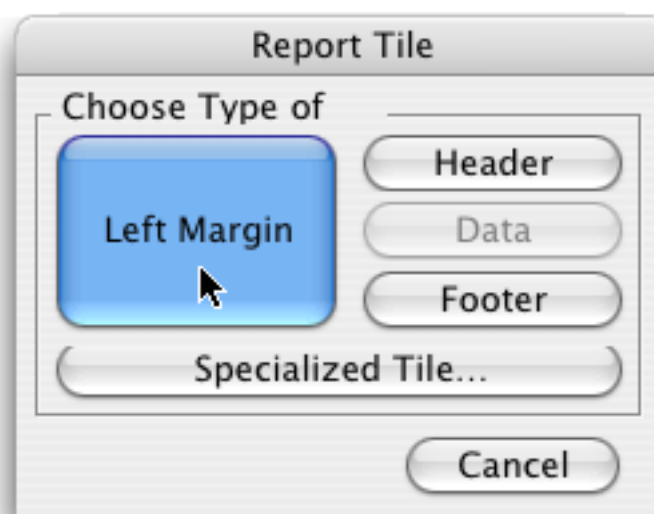 Report Tile
Choose Type of
Left Margin
Header
Data
Footer
Specialized Tile...
Cancel